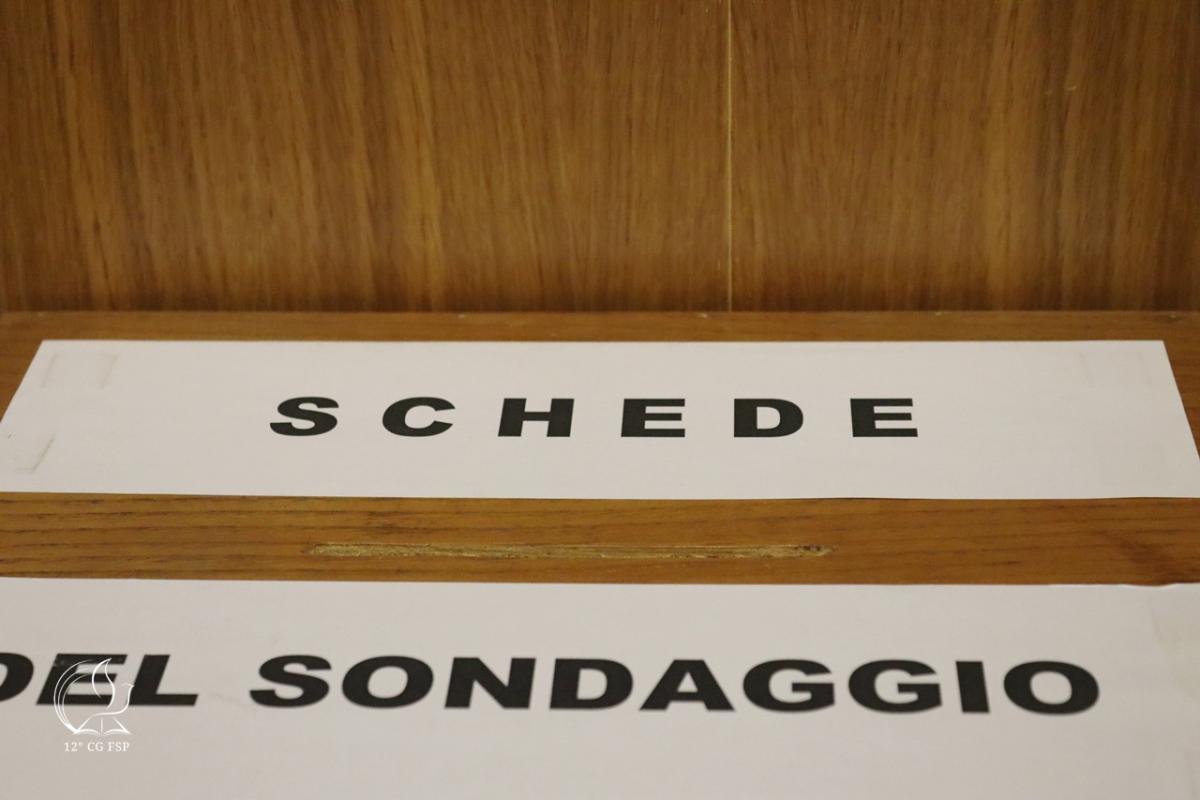 SCHEDE
DEL SONDAGGIO
12° CG FSP